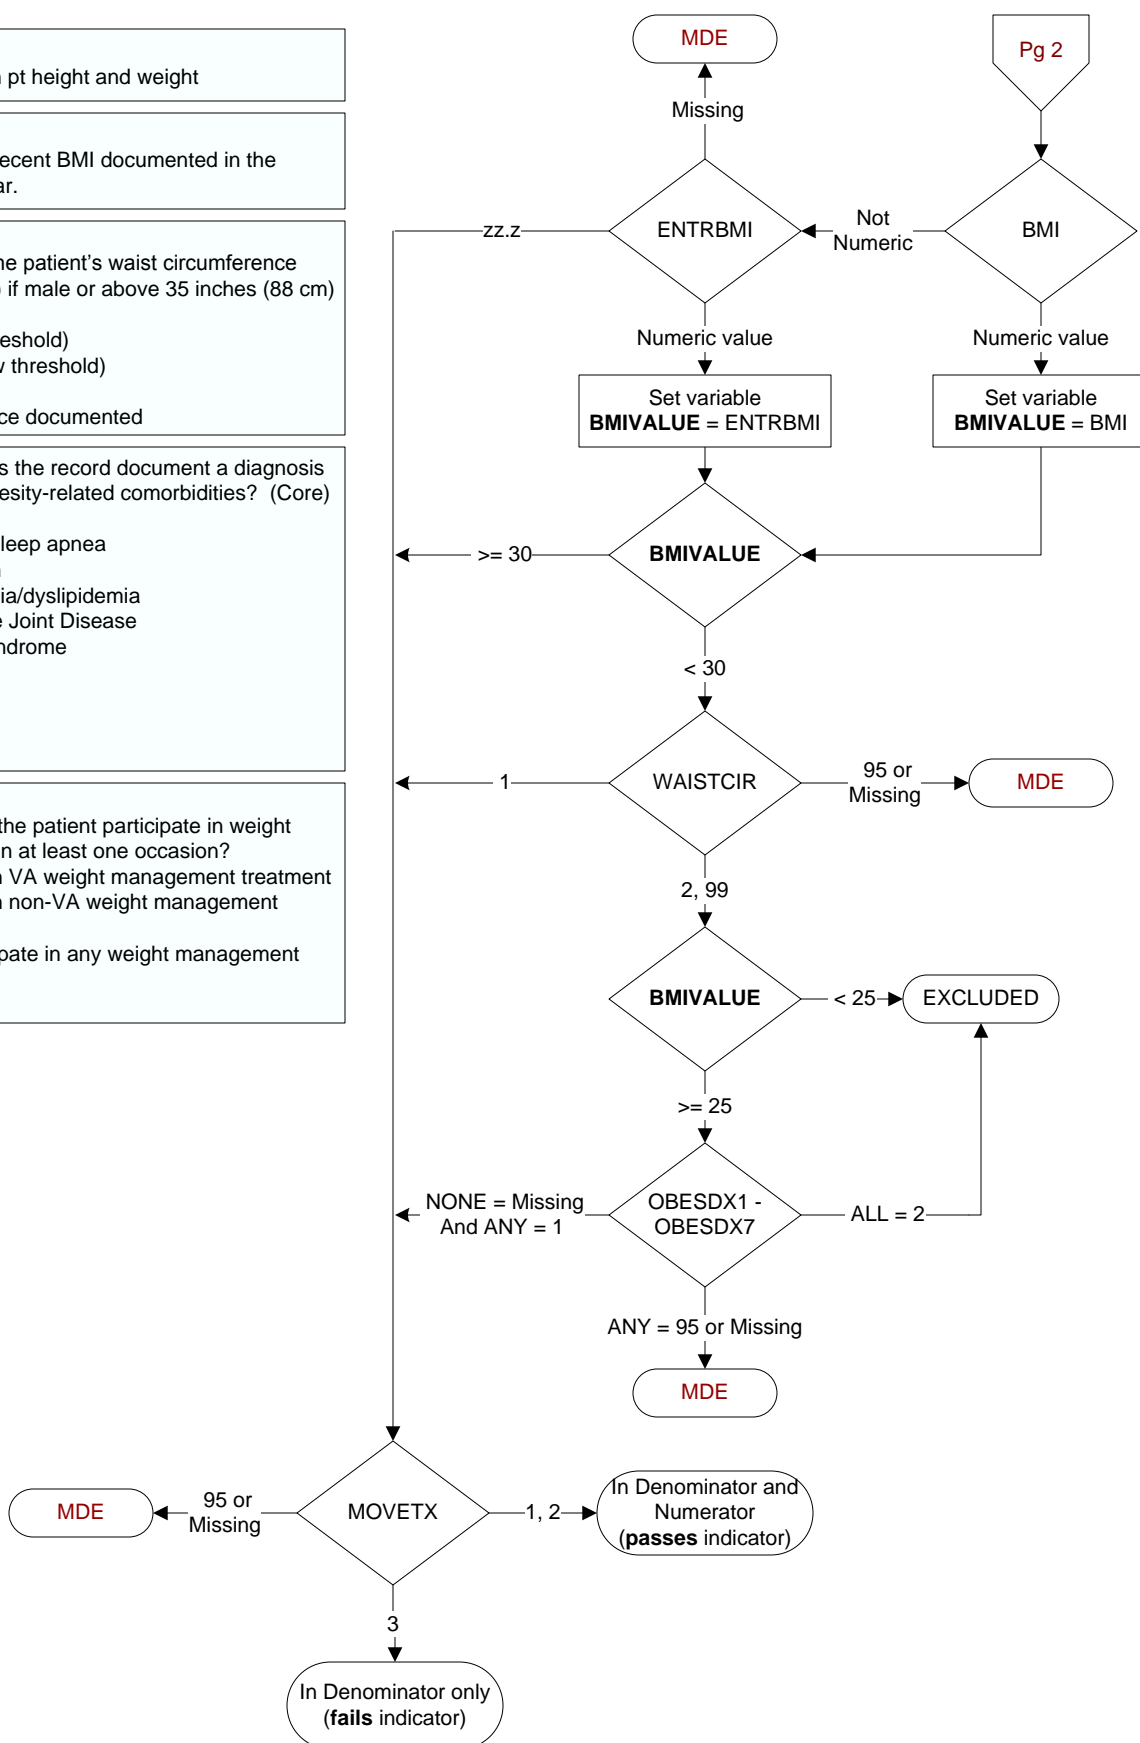 pt height and weight
recent BMI documented in the
ar.
he patient's waist circumference
) if male or above 35 inches (88 cm)
eshold)
w threshold)
ce documented
s the record document a diagnosis
esity-related comorbidities? (Core)
leep apnea
n
ia/dyslipidemia
e Joint Disease
ndrome
the patient participate in weight
n at least one occasion?
n VA weight management treatment
n non-VA weight management
pate in any weight management
MDE
Pg 2
Missing
zz.z
ENTRBMI
Not
Numeric
BMI
Numeric value
Numeric value
Set variable
BMIVALUE = ENTRBMI
Set variable
BMIVALUE = BMI
>= 30
BMIVALUE
< 30
1
WAISTCIR
95 or
Missing
MDE
2, 99
BMIVALUE
< 25
EXCLUDED
>= 25
NONE = Missing
And ANY = 1
OBESDX1 -
OBESDX7
ALL = 2
ANY = 95 or Missing
MDE
MDE
95 or
Missing
MOVETX
1, 2
In Denominator and
Numerator
(passes indicator)
3
In Denominator only
(fails indicator)